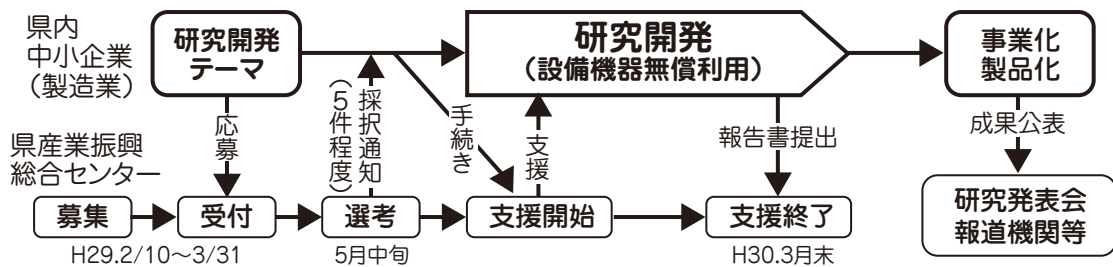 県内
中小企業
(製造業)
研究開発
テーマ
研究開発
(設備機器無償利用)
事業化
製品化
応募
採択通知
(5件程度)
手続き
支援
報告書提出
成果公表
県産業振興
総合センター
募集
受付
選考
支援開始
支援終了
研究発表会
報道機関等
H29.2/10～3/31
5月中旬
H30.3月末